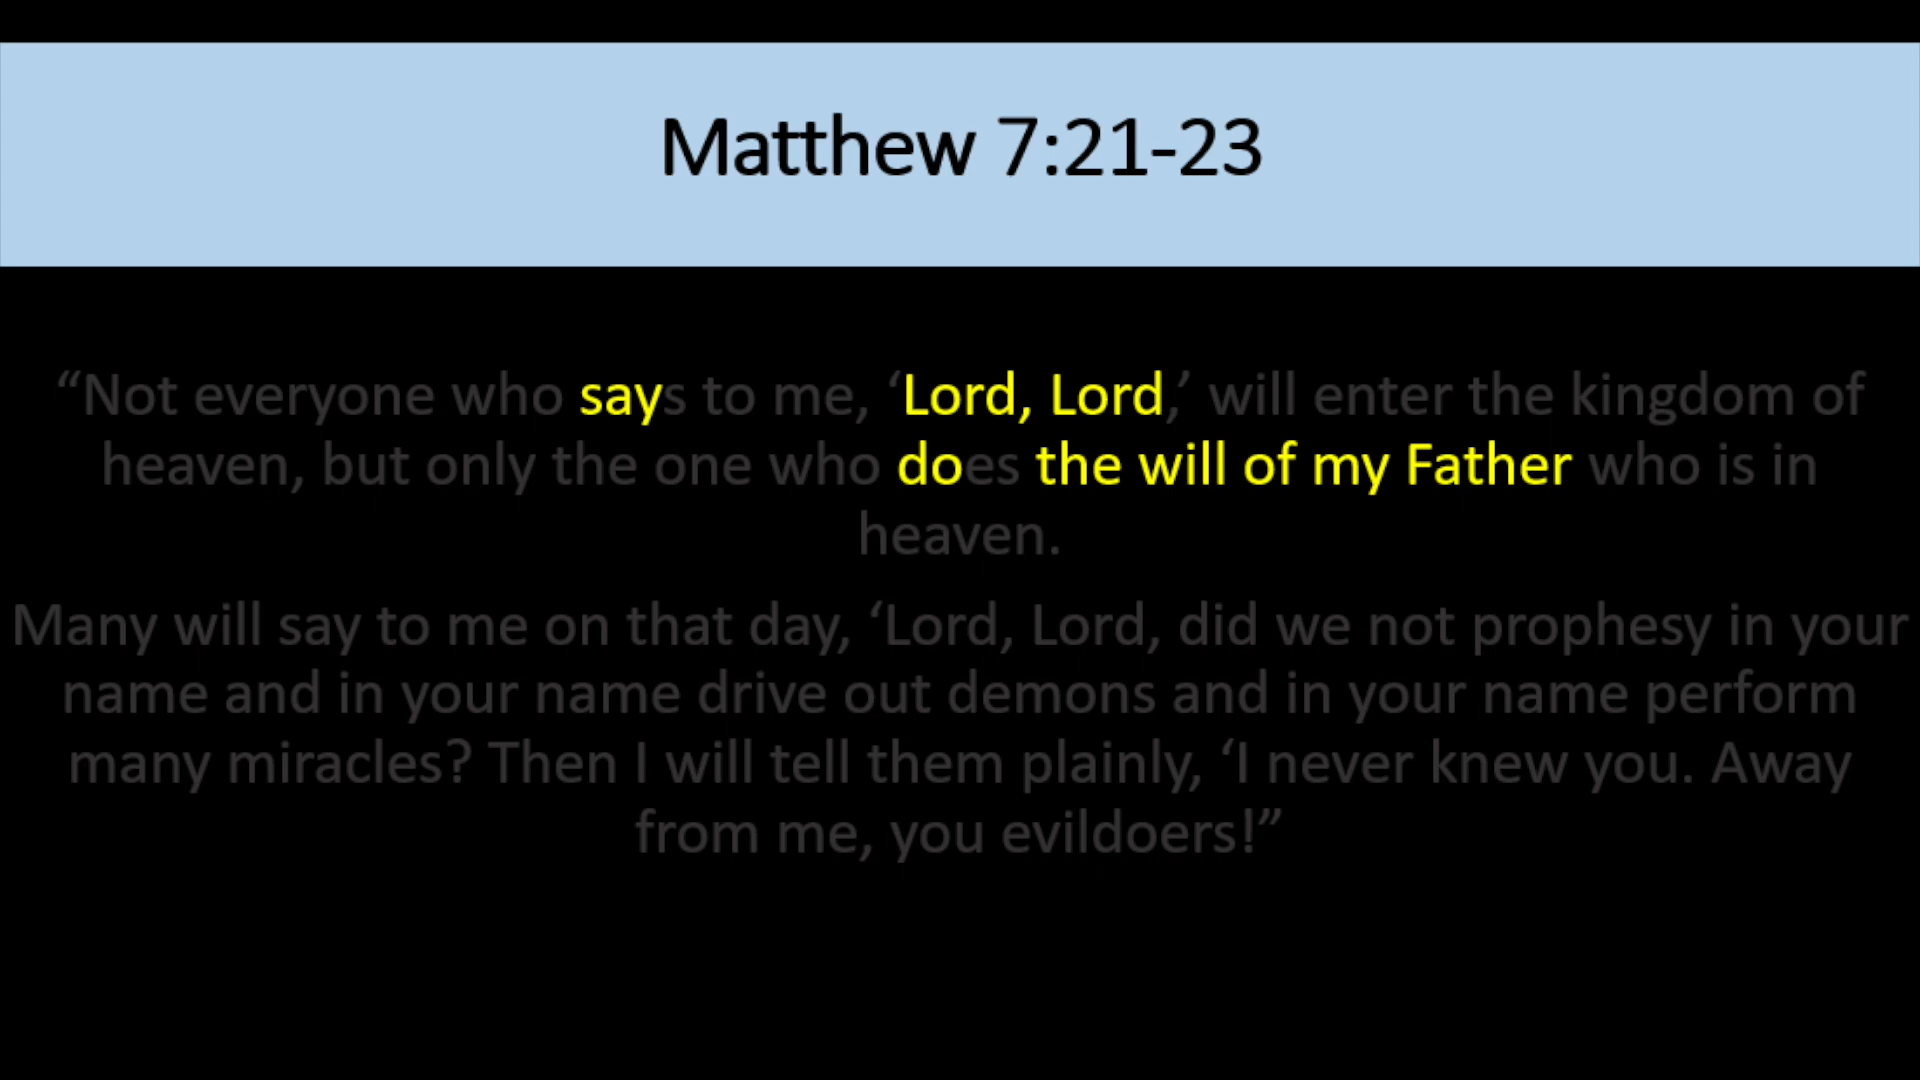 Matthew 7:21-23
“Not everyone who says to me, ‘Lord, Lord,’ will enter the kingdom of
heaven, but only the one who does the will of my Father who is in
heaven.
Many will say to me on that day, ‘Lord, Lord, did we not prophesy in your
name and in your name drive out demons and in your name perform
many miracles? Then I will tell them plainly, ‘I never knew you. Away
from me, you evildoers!”